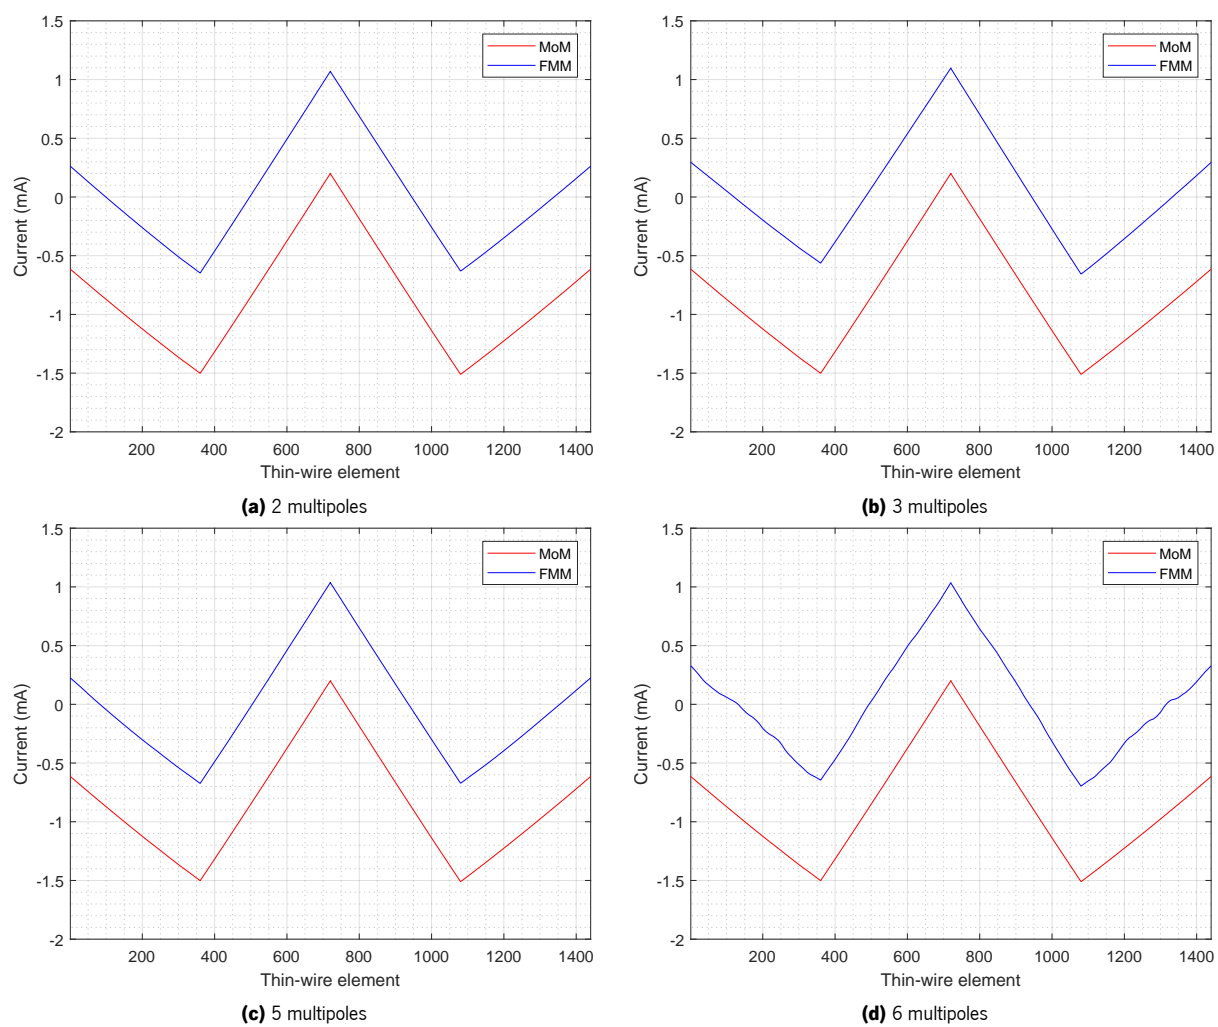 1.5
1
0.5
0
-0.5
-1
-1.5
-2
Current (mA)
200 400 600 800 1000 1200 1400
Thin-wire element
MoM
FMM
(a) 2 multipoles
1.5
1
0.5
0
-0.5
-1
-1.5
-2
Current (mA)
200 400 600 800 1000 1200 1400
Thin-wire element
MoM
FMM
(b) 3 multipoles
1.5
1
0.5
0
-0.5
-1
-1.5
-2
Current (mA)
200 400 600 800 1000 1200 1400
Thin-wire element
MoM
FMM
(c) 5 multipoles
1.5
1
0.5
0
-0.5
-1
-1.5
-2
Current (mA)
200 400 600 800 1000 1200 1400
Thin-wire element
MoM
FMM
(d) 6 multipoles